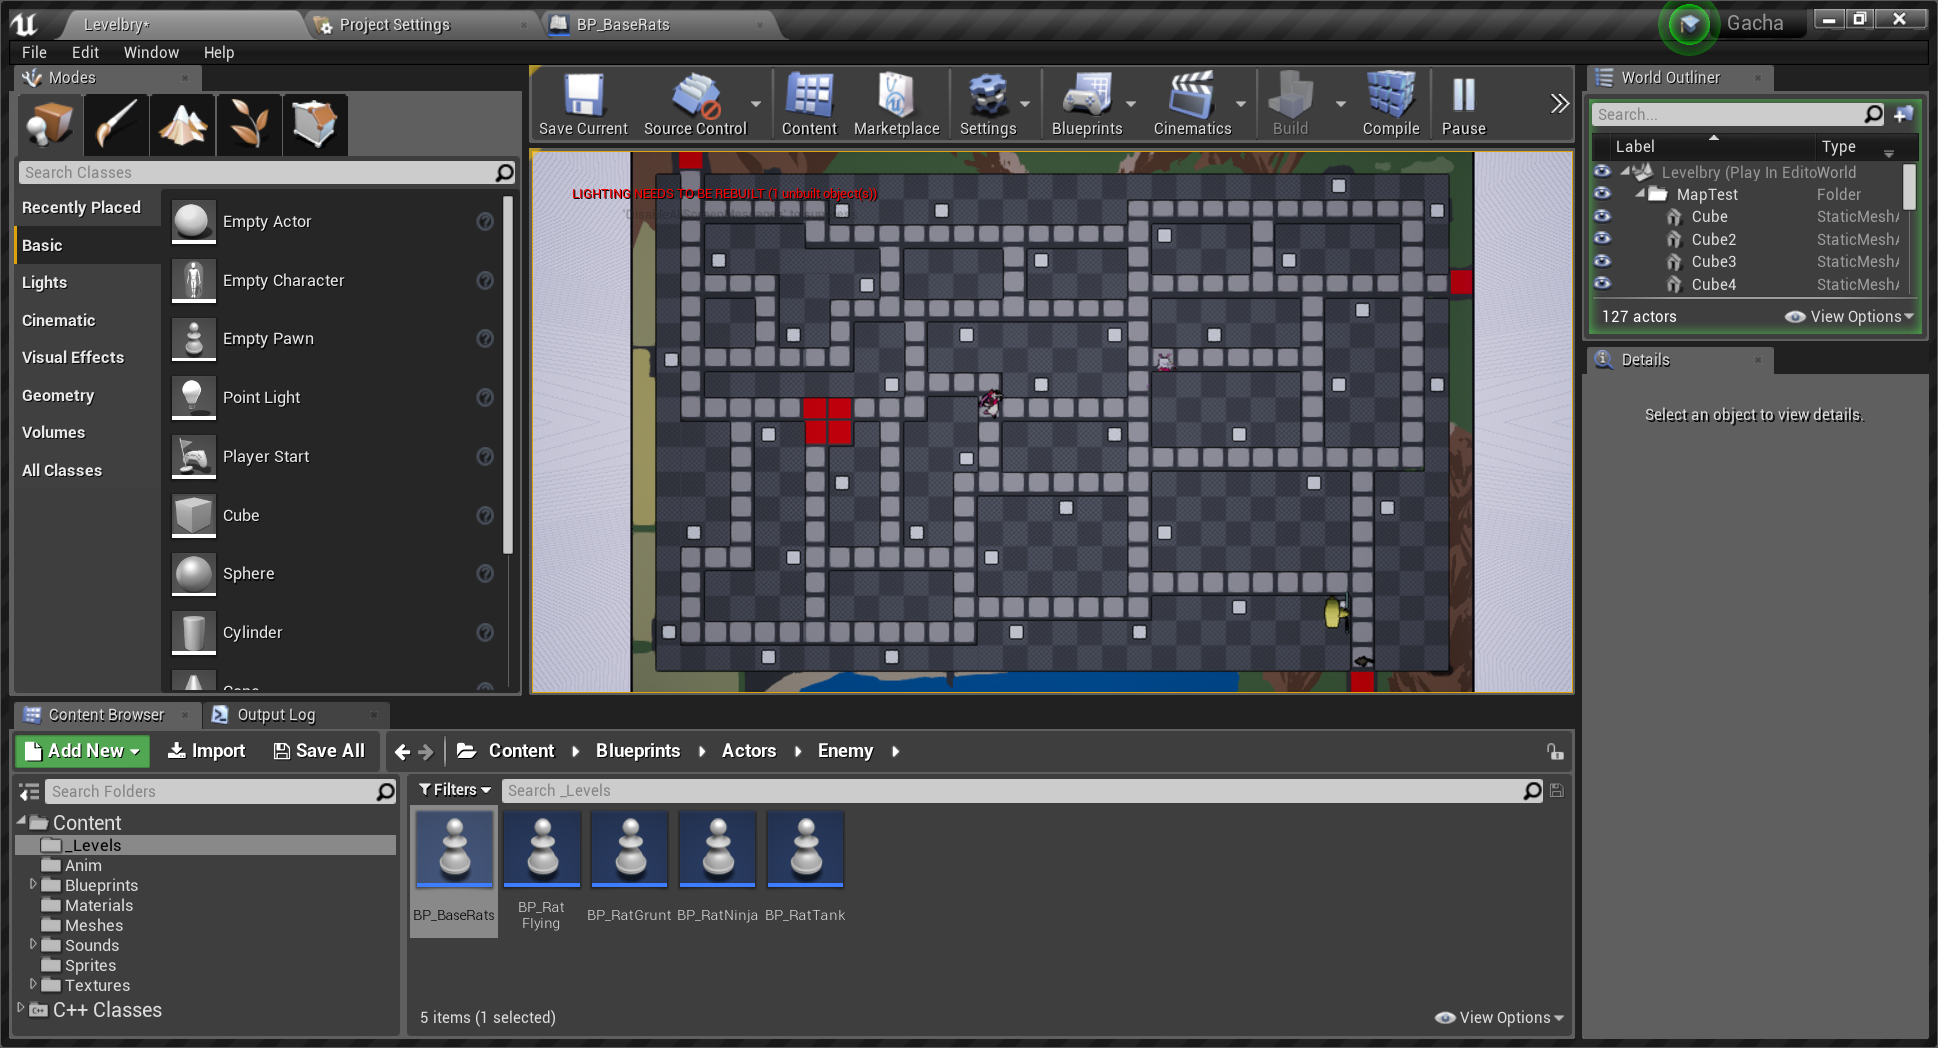 Levelbry*
Project Settings
BP_BaseRats
Gacha
File Edit Window Help
Modes
World Outliner
Save Current
Source Control
Content
Marketplace
Settings
Blueprints
Cinematics
Build
Compile
Pause
Search...
Label
Type
Search Classes
Levelbry (Play In Edito
World
MapTest
Folder
Cube
StaticMesh
Cube2
StaticMesh
Cube3
StaticMesh
Cube4
StaticMesh
127 actors
View Options
Recently Placed
Basic
Lights
Cinematic
Visual Effects
Geometry
Volumes
All Classes
Empty Actor
Empty Character
Empty Pawn
Point Light
Player Start
Cube
Sphere
Cylinder
Cone
LIGHTING NEEDS TO BE REBUILT (1 unbuilt object(s))
Details
Select an object to view details.
Content Browser
Output Log
Add New
Import
Save All
Content
Blueprints
Actors
Enemy
Search Folders
Filters
Search _Levels
Content
_Levels
Anim
Blueprints
Materials
Meshes
Sounds
Sprites
Textures
C++ Classes
BP_BaseRats
BP_Rat
Flying
BP_RatGrunt
BP_RatNinja
BP_RatTank
5 items (1 selected)
View Options